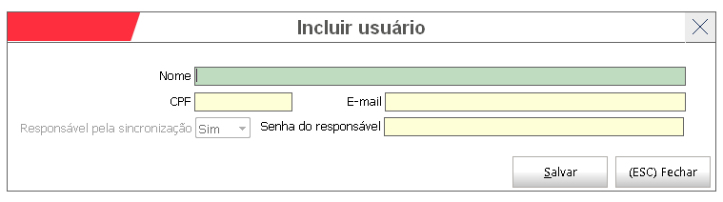 Incluir usuário
Nome
CPF E-mail
Responsável pela sincronização Sim Senha do responsável
Salvar (ESC) Fechar